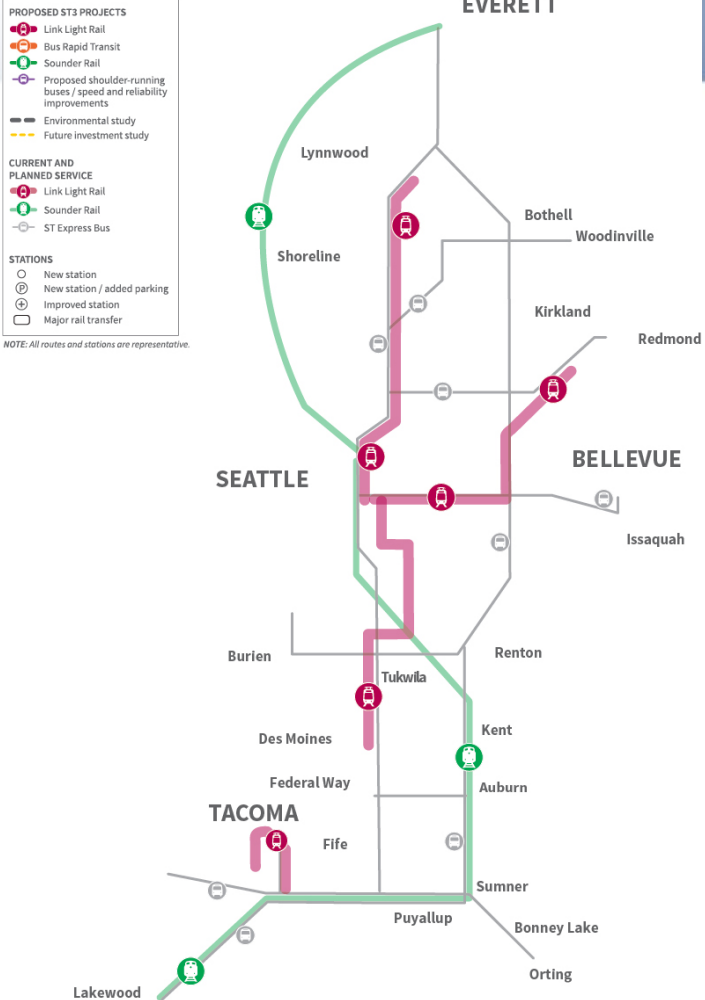 EVERETT
PROPOSED ST3 PROJECTS
Link Light Rail
Bus Rapid Transit
Sounder Rail
Proposed shoulder-running
buses / speed and reliability
improvements
Environmental study
Future investment study
CURRENT AND
PLANNED SERVICE
Link Light Rail
Sounder Rail
ST Express Bus
STATIONS
New station
P New station / added parking
Improved station
Major rail transfer
NOTE: All routes and stations are representative.
Lynnwood
Bothell
Woodinville
Shoreline
Kirkland
Redmond
BELLEVUE
SEATTLE
Issaquah
Burien
Renton
Tukwila
Kent
Des Moines
Federal Way
Auburn
TACOMA
Fife
Sumner
Puyallup
Bonney Lake
Orting
Lakewood